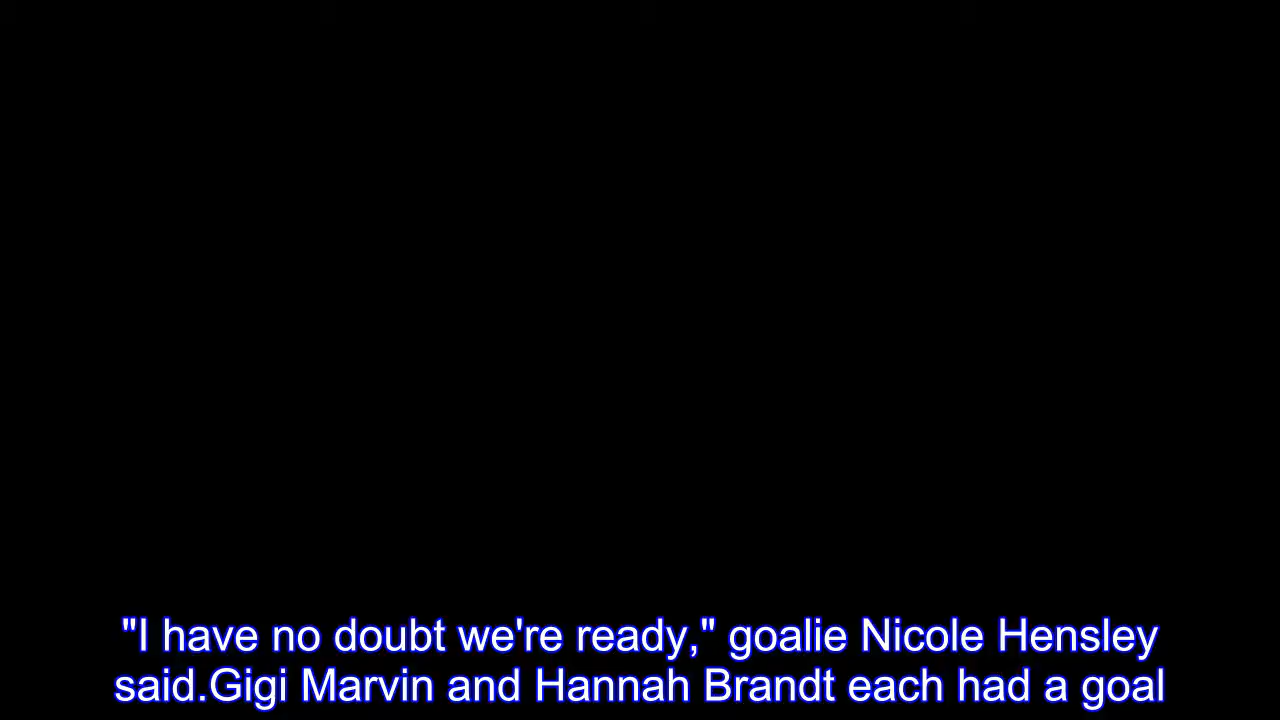 "I have no doubt we're ready," goalie Nicole Hensley
said.Gigi Marvin and Hannah Brandt each had a goal